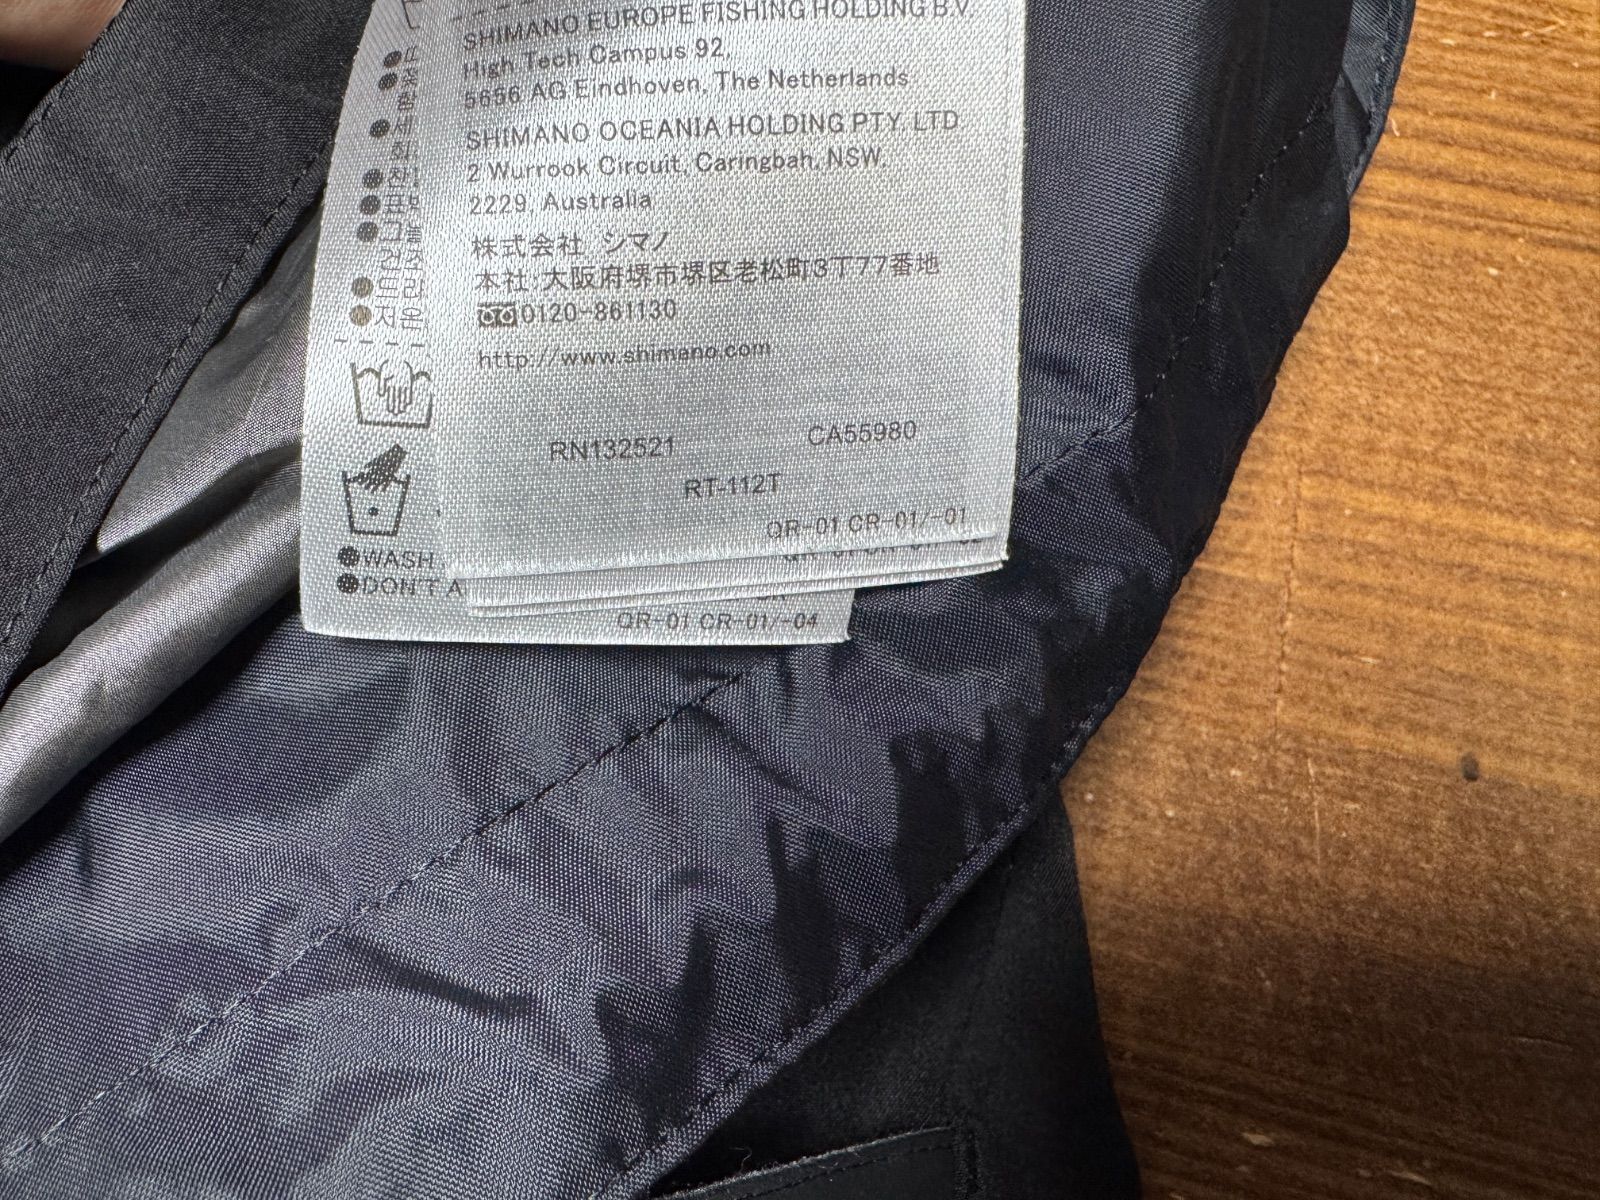 SHIMANO EUROPE FISHING HOLDING B.V.
High Tech Campus 92,
5656 AG Eindhoven, The Netherlands
SHIMANO OCEANIA HOLDING PTY. LTD
2 Wurrook Circuit, Caringbah, NSW,
2229, Australia
株式会社 シマノ
本社:大阪府堺市堺区老松町3丁77番地
0120-861130
http://www.shimano.com
RN132521 CA55980
RT-112T
QR-01 CR-01/-01
●WASH
●DON'T A
QR-01 CR-01/-04